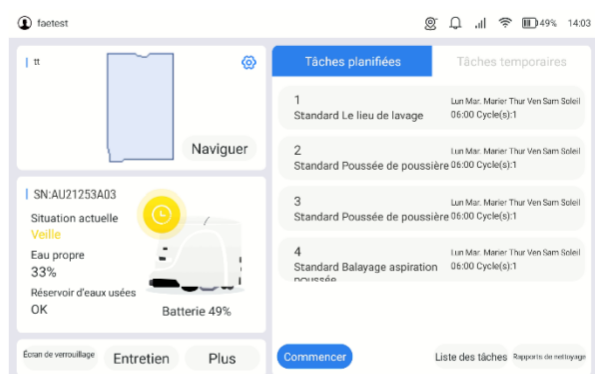 faetest
49%
14:03
tt
Naviguer
SN:AU21253A03
Situation actuelle
Veille
Eau propre
33%
Réservoir d'eaux usées
OK
Batterie 49%
Écran de verrouillage
Entretien
Plus
Tâches planifiées
Tâches temporaires
1
Lun Mar. Marier Thur Ven Sam Soleil
Standard Le lieu de lavage
06:00 Cycle(s):1
2
Lun Mar. Marier Thur Ven Sam Soleil
Standard Poussée de poussière
06:00 Cycle(s):1
3
Lun Mar. Marier Thur Ven Sam Soleil
Standard Poussée de poussière
06:00 Cycle(s):1
4
Lun Mar. Marier Thur Ven Sam Soleil
Standard Balayage aspiration
06:00 Cycle(s):1
poussée
Commencer
Liste des tâches
Rapports de nettoyage